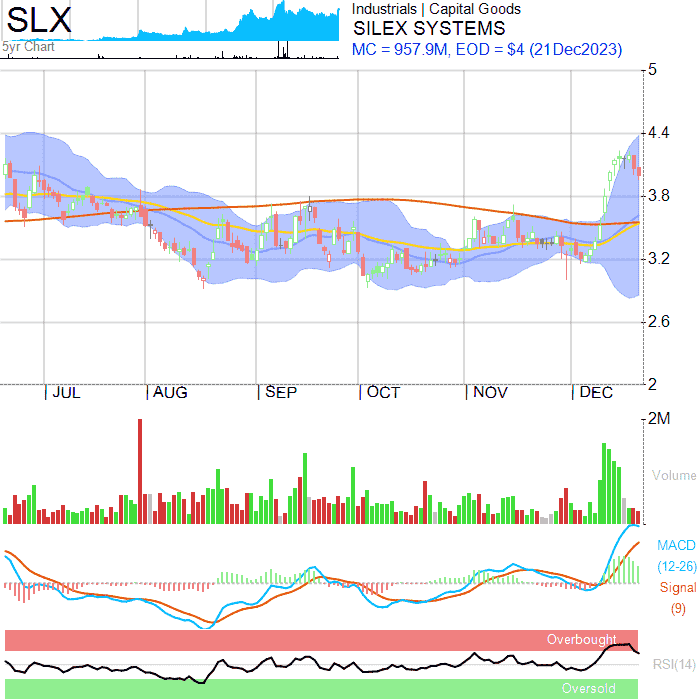 SLX
5yr Chart
Industrials | Capital Goods
SILEX SYSTEMS
MC = 957.9M, EOD = $4 (21Dec2023)
5
4.4
3.8
3.2
2.6
2
JUL AUG SEP OCT NOV DEC
2M
Volume
MACD
(12-26)
Signal
(9)
Overbought
RSI(14)
Oversold